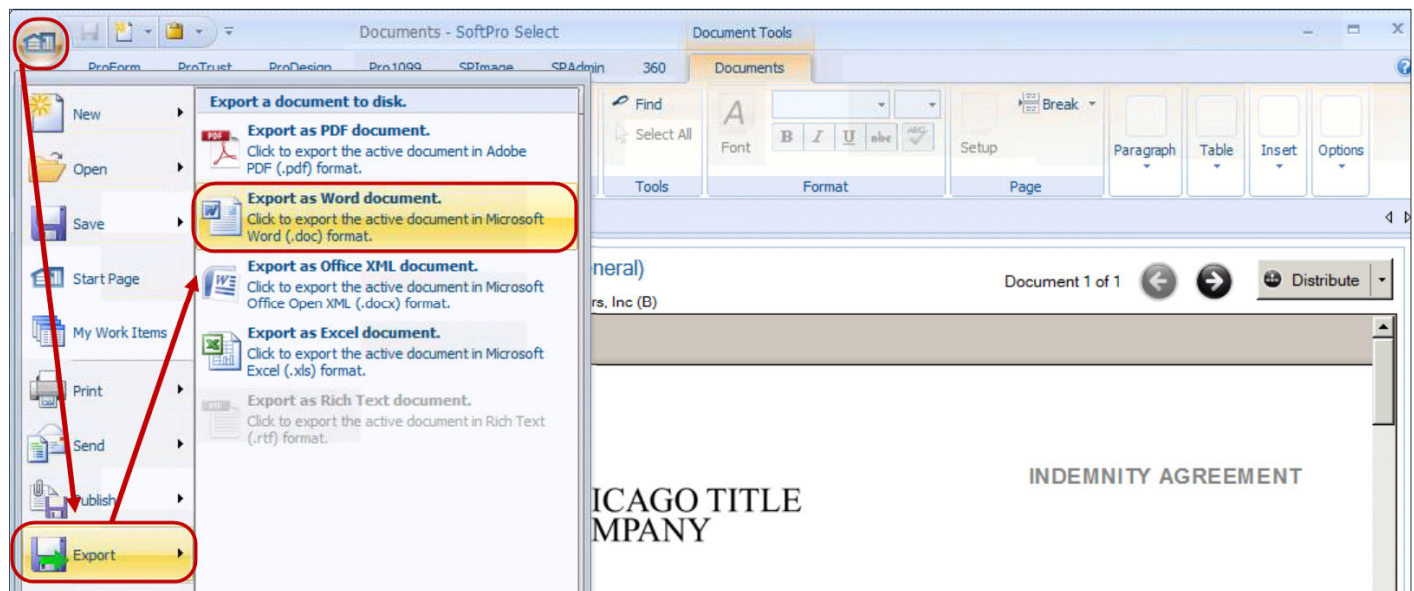 Documents - SoftPro Select
Document Tools
ProForm ProTrust ProDesign Pro1099 SPImage SPAdmin 360 Documents
New
Open
Save
Start Page
My Work Items
Print
Send
Publish
Export
Export a document to disk.
Export as PDF document.
Click to export the active document in Adobe
PDF (.pdf) format.
Export as Word document.
Click to export the active document in Microsoft
Word (.doc) format.
Export as Office XML document.
Click to export the active document in Microsoft
Office Open XML (.docx) format.
Export as Excel document.
Click to export the active document in Microsoft
Excel (.xls) format.
Export as Rich Text document.
Click to export the active document in Rich Text
(.rtf) format.
Find
Select All
Tools
A
Font
B I U abc ABC
Format
Setup
Break
Page
Paragraph
Table
Insert
Options
neral)
rs, Inc (B)
Document 1 of 1
Distribute
INDEMNITY AGREEMENT
ICAGO TITLE
MPANY